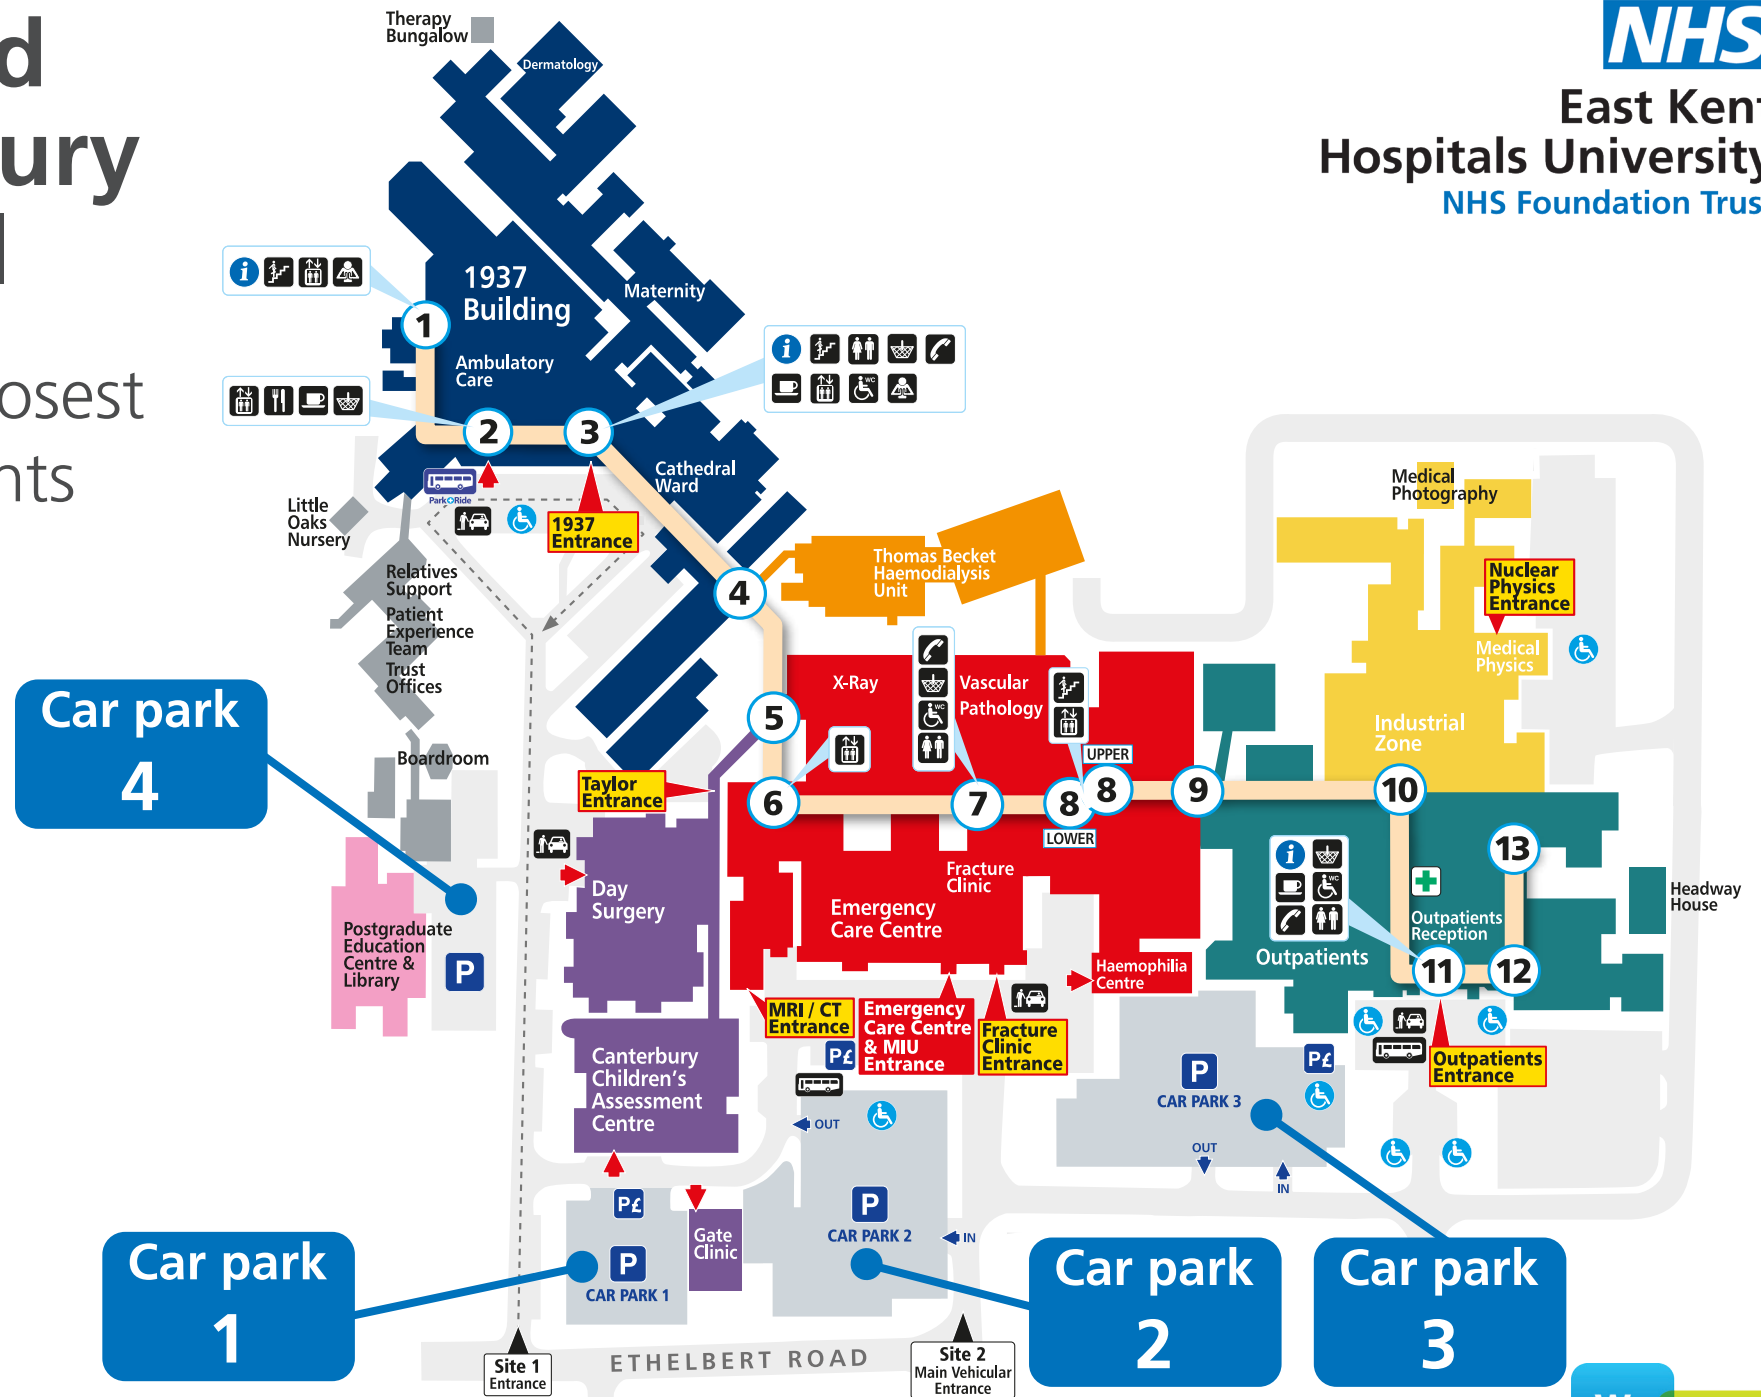 d
ury
l
osest
nts
NHS
East Kent
Hospitals University
NHS Foundation Trus
Therapy
Bungalow
Dermatology
1937
Building
Maternity
1
Ambulatory
Care
2
3
Cathedral
Ward
Park Ride
Little
Oaks
Nursery
1937
Entrance
Relatives
Support
Patient
Experience
Team
Trust
Offices
Boardroom
4
Thomas Becket
Haemodialysis
Unit
Medical
Photography
Nuclear
Physics
Entrance
Medical
Physics
Industrial
Zone
X-Ray
Vascular
Pathology
WC
WC
WC
5
6
7
8
LOWER
8
UPPER
9
10
11
12
13
Taylor
Entrance
Day
Surgery
Fracture
Clinic
Emergency
Care Centre
Haemophilia
Centre
Outpatients
Outpatients
Reception
Headway
House
Postgraduate
Education
Centre &
Library
P
MRI / CT
Entrance
Emergency
Care Centre
& MIU
Entrance
Fracture
Clinic
Entrance
Outpatients
Entrance
Canterbury
Children's
Assessment
Centre
P£
OUT
P
CAR PARK 2
IN
P
CAR PARK 3
P£
OUT
IN
P£
P
CAR PARK 1
Gate
Clinic
Car park
4
Car park
1
Car park
2
Car park
3
Site 1
Entrance
ETHELBERT ROAD
Site 2
Main Vehicular
Entrance